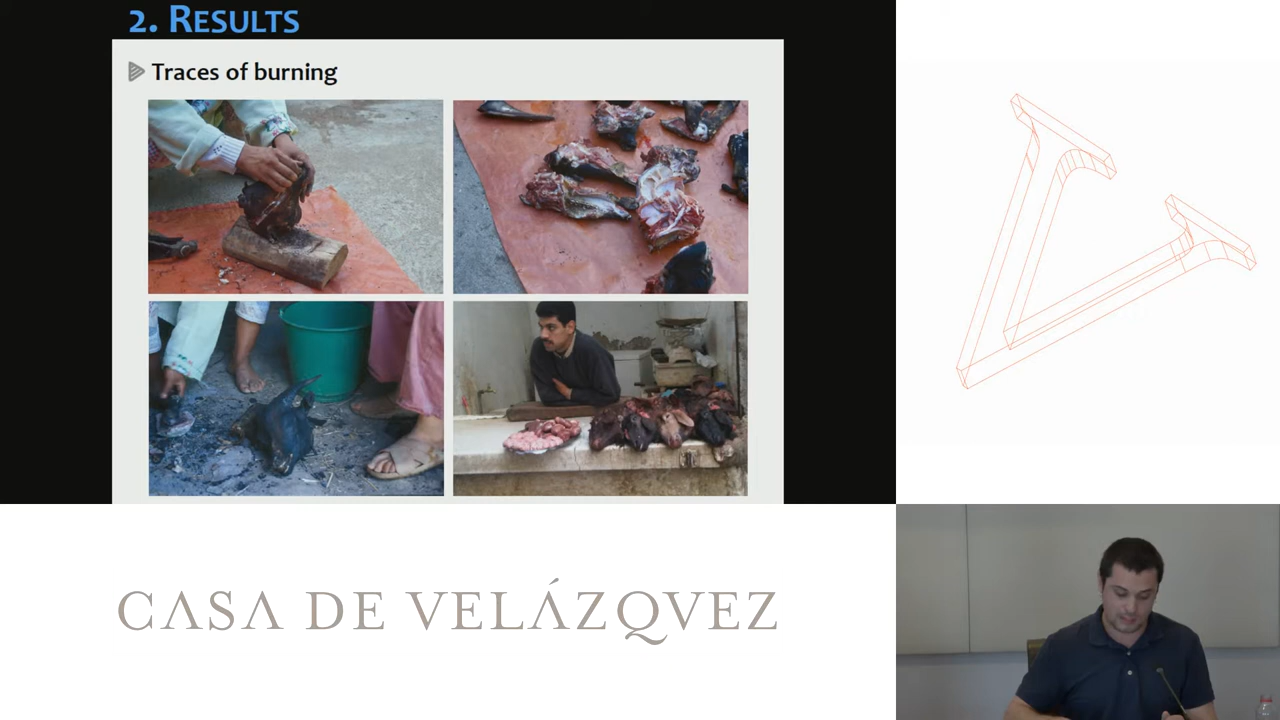 2. RESULTS
Traces of burning
CASA DE VELÁZQVEZ